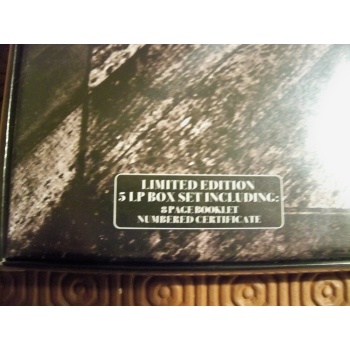 LIMITED EDITION
5 LP BOX SET INCLUDING:
8 PAGE BOOKLET
NUMBERED CERTIFICATE